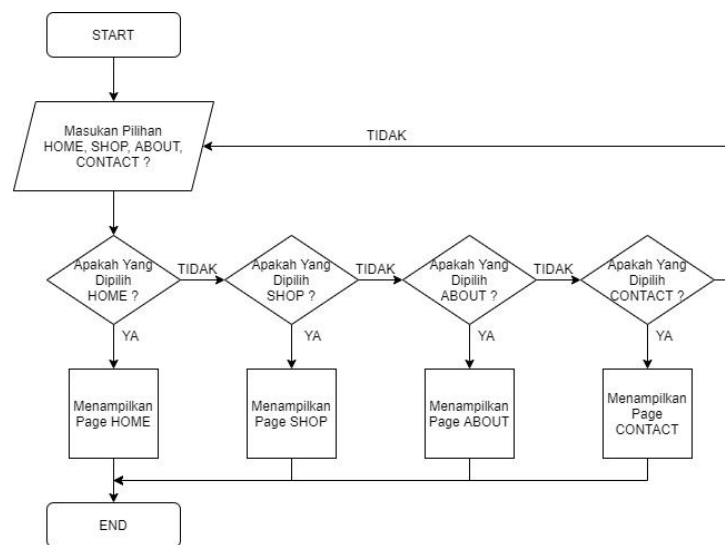 START
Masukan Pilihan
HOME, SHOP, ABOUT,
CONTACT ?
TIDAK
Apakah Yang
Dipilih
HOME ?
TIDAK
Apakah Yang
Dipilih
SHOP ?
TIDAK
Apakah Yang
Dipilih
ABOUT ?
TIDAK
Apakah Yang
Dipilih
CONTACT ?
YA
YA
YA
YA
Menampilkan
Page HOME
Menampilkan
Page SHOP
Menampilkan
Page ABOUT
Menampilkan
Page
CONTACT
END